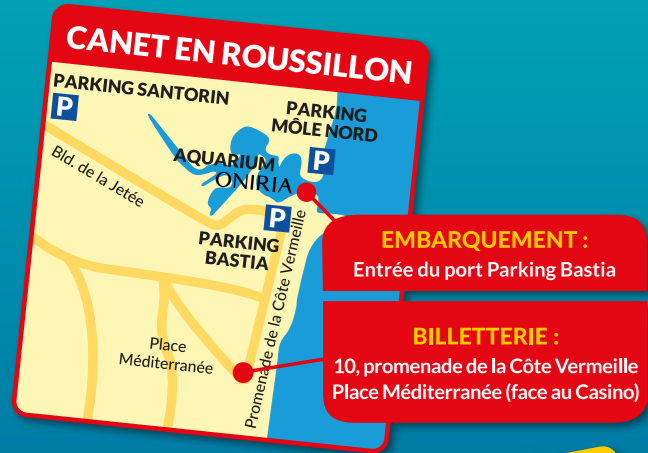 CANET EN ROUSSILLON
PARKING SANTORIN
P
PARKING
MÔLE NORD
P
Bld. de la Jetée
AQUARIUM
ONIRIA
P
PARKING
BASTIA
Promenade de la Côte Vermeille
Place
Méditerranée
EMBARQUEMENT :
Entrée du port Parking Bastia
BILLETTERIE :
10, promenade de la Côte Vermeille
Place Méditerranée (face au Casino)